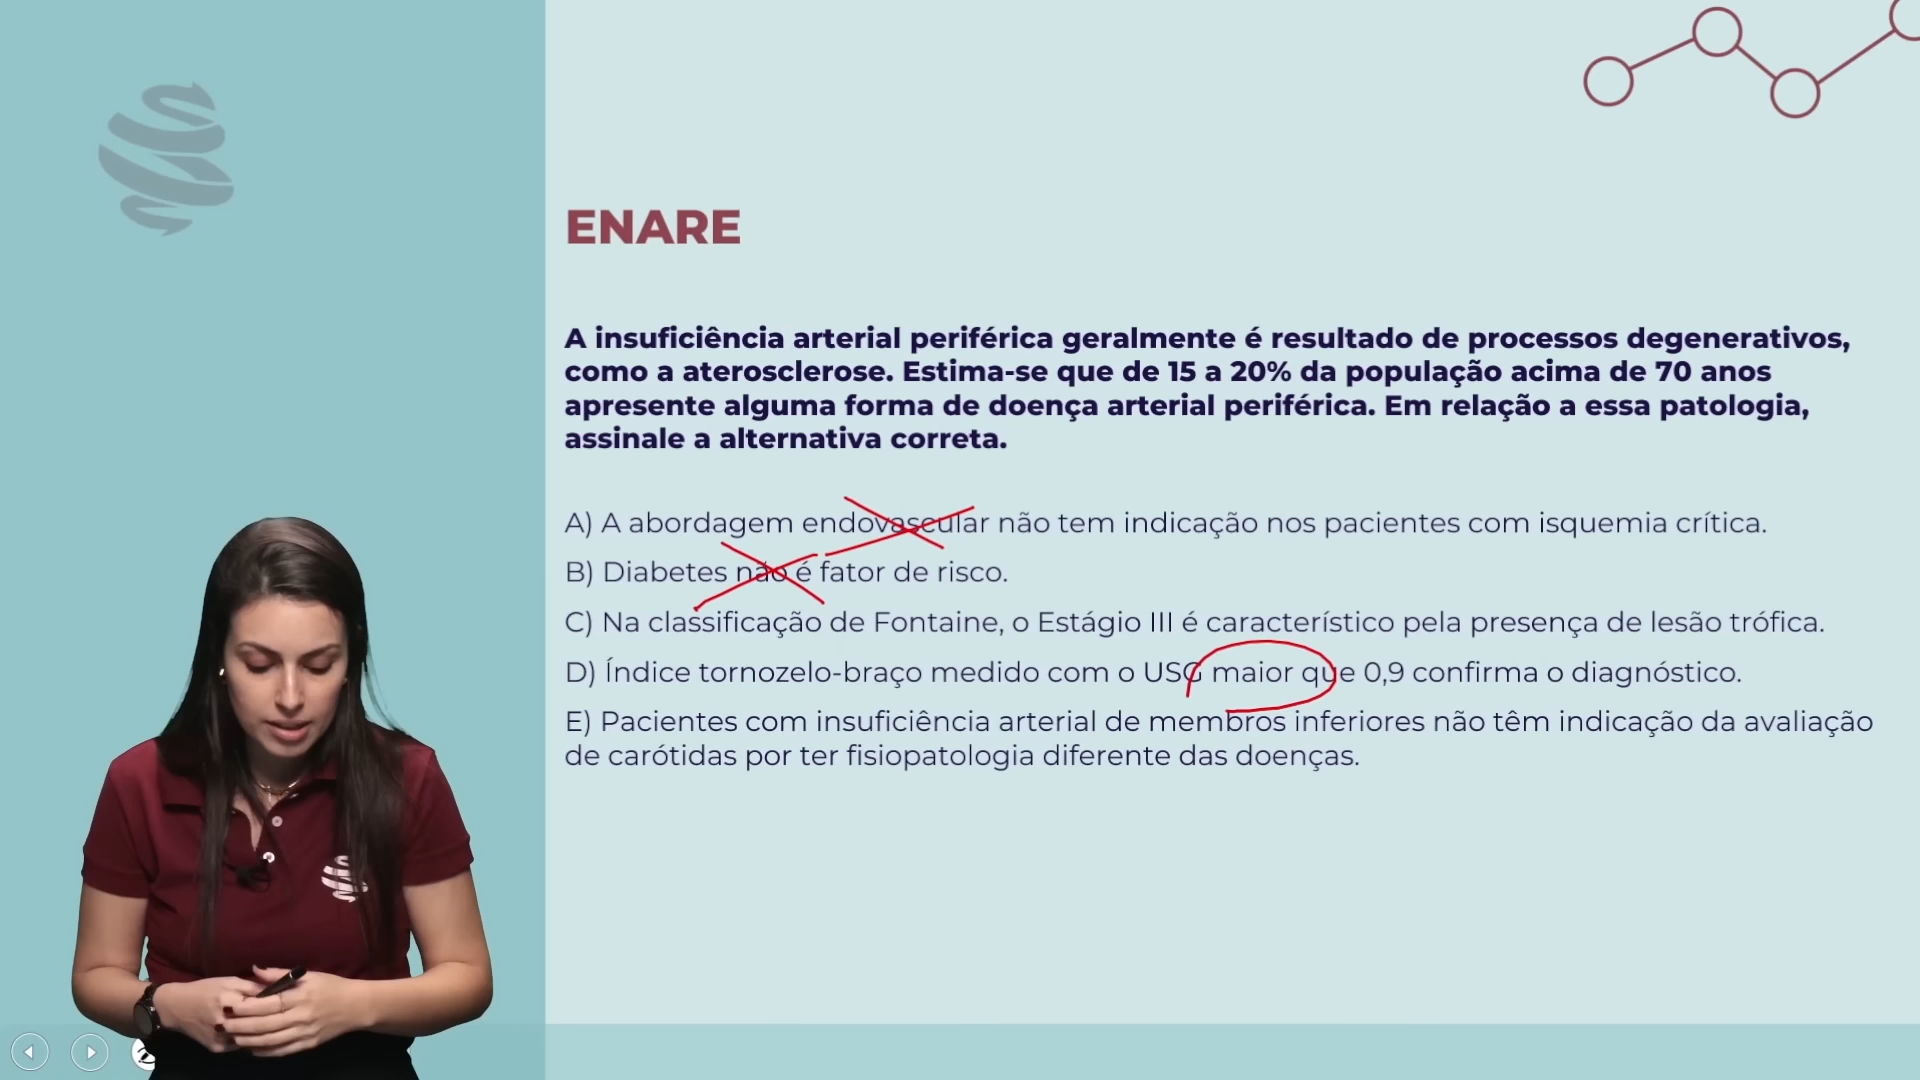 ENARE
A insuficiência arterial periférica geralmente é resultado de processos degenerativos,
como a aterosclerose. Estima-se que de 15 a 20% da população acima de 70 anos
apresente alguma forma de doença arterial periférica. Em relação a essa patologia,
assinale a alternativa correta.
A) A abordagem endovascular não tem indicação nos pacientes com isquemia crítica.
B) Diabetes não é fator de risco.
C) Na classificação de Fontaine, o Estágio III é característico pela presença de lesão trófica.
D) Índice tornozelo-braço medido com o USG maior que 0,9 confirma o diagnóstico.
E) Pacientes com insuficiência arterial de membros inferiores não têm indicação da avaliação
de carótidas por ter fisiopatologia diferente das doenças.